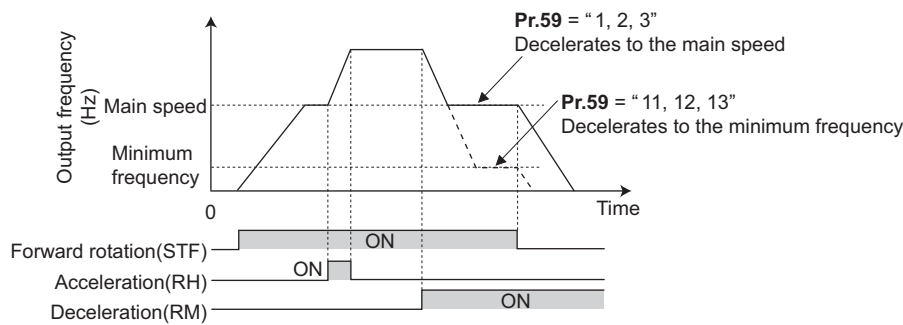 Pr.59 = “1, 2, 3”
Decelerates to the main speed
Output frequency
(Hz)
Main speed
Pr.59 = “11, 12, 13”
Decelerates to the minimum frequency
Minimum
frequency
0
Time
Forward rotation(STF)
ON
Acceleration(RH)
ON
Deceleration(RM)
ON